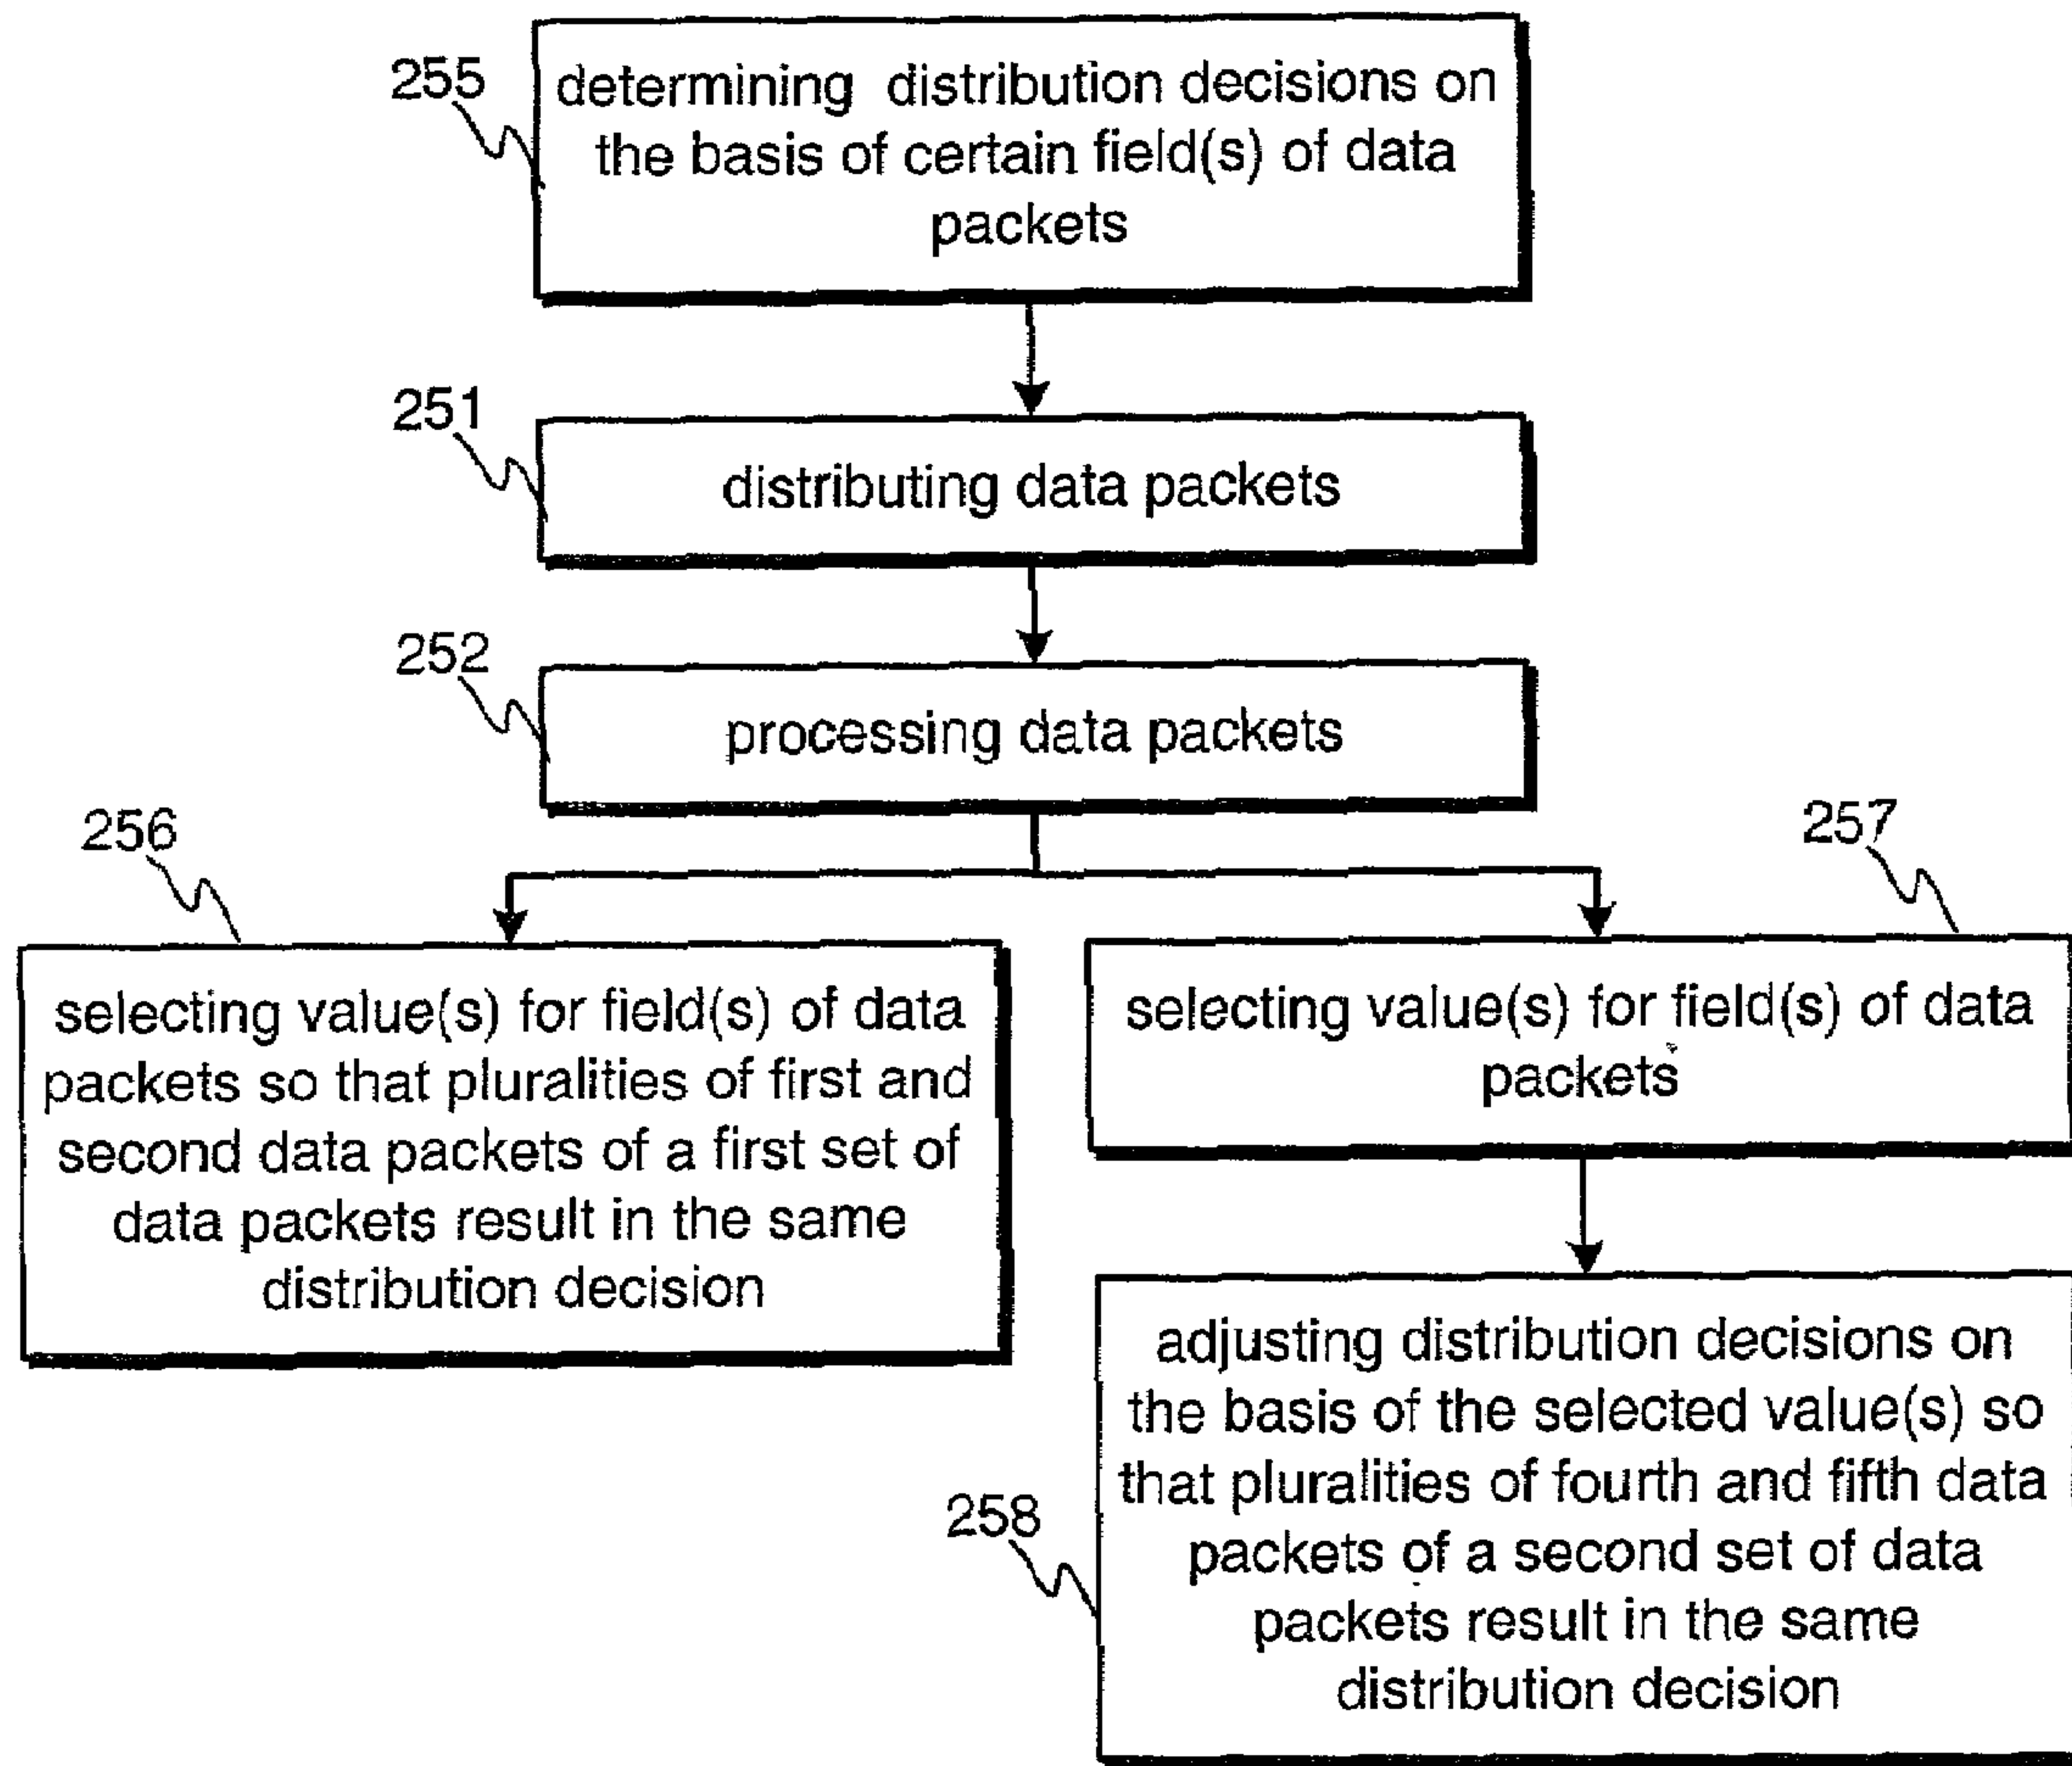 255
determining distribution decisions on
the basis of certain field(s) of data
packets
251
distributing data packets
252
processing data packets
256
selecting value(s) for field(s) of data
packets so that pluralities of first and
second data packets of a first set of
data packets result in the same
distribution decision
257
selecting value(s) for field(s) of data
packets
258
adjusting distribution decisions on
the basis of the selected value(s) so
that pluralities of fourth and fifth data
packets of a second set of data
packets result in the same
distribution decision